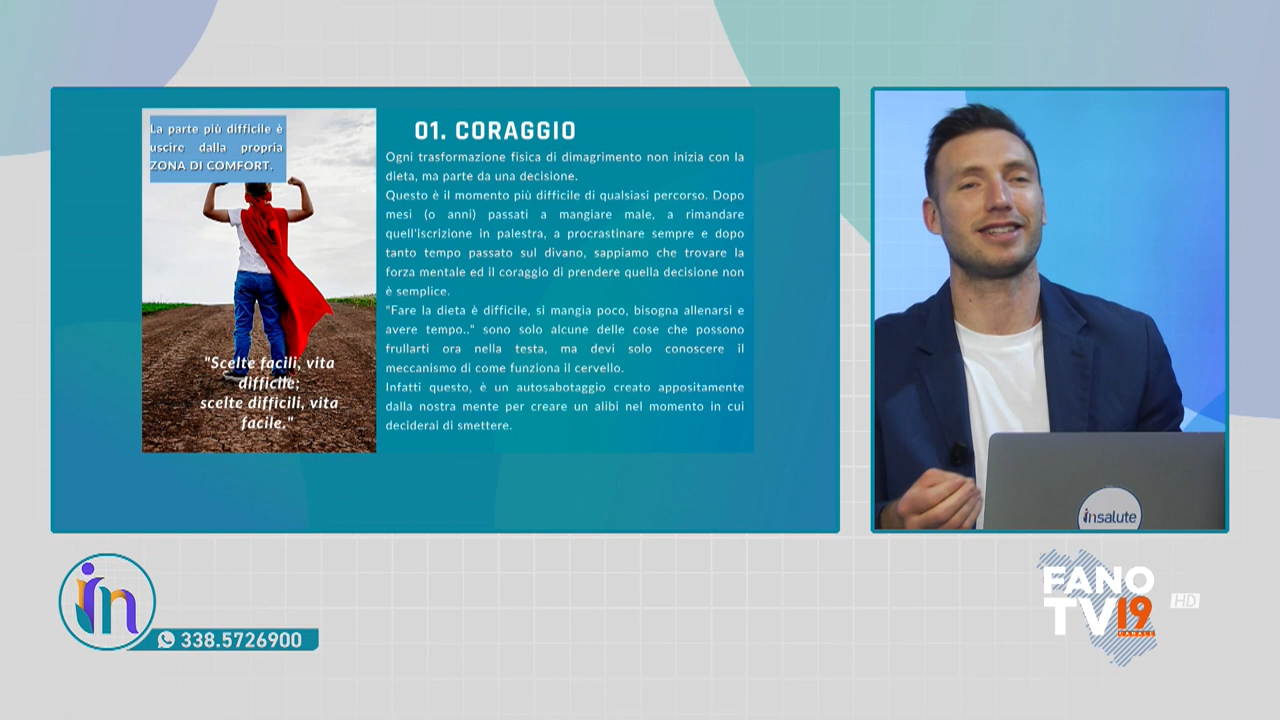 La parte più difficile è
uscire dalla propria
ZONA DI COMFORT.
"Scelte facili, vita
difficile;
scelte difficili, vita
facile."
01. CORAGGIO
Ogni trasformazione fisica di dimagrimento non inizia con la
dieta, ma parte da una decisione.
Questo è il momento più difficile di qualsiasi percorso. Dopo
mesi (o anni) passati a mangiare male, a rimandare
quell'iscrizione in palestra, a procrastinare sempre e dopo
tanto tempo passato sul divano, sappiamo che trovare la
forza mentale ed il coraggio di prendere quella decisione non
è semplice.
"Fare la dieta è difficile, si mangia poco, bisogna allenarsi e
avere tempo.." sono solo alcune delle cose che possono
frullarti ora nella testa, ma devi solo conoscere il
meccanismo di come funziona il cervello.
Infatti questo, è un autosabotaggio creato appositamente
dalla nostra mente per creare un alibi nel momento in cui
deciderai di smettere.
insalute
in
338.5726900
FANO
TV19
CANALE
HD